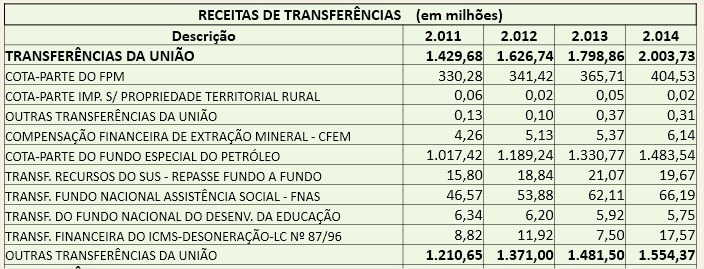 RECEITAS DE TRANSFERÊNCIAS (em milhões)
Descrição 2.011 2.012 2.013 2.014
TRANSFERÊNCIAS DA UNIÃO 1.429,68 1.626,74 1.798,86 2.003,73
COTA-PARTE DO FPM 330,28 341,42 365,71 404,53
COTA-PARTE IMP. S/ PROPRIEDADE TERRITORIAL RURAL 0,06 0,02 0,05 0,02
OUTRAS TRANSFERÊNCIAS DA UNIÃO 0,13 0,10 0,37 0,31
COMPENSAÇÃO FINANCEIRA DE EXTRAÇÃO MINERAL - CFEM 4,26 5,13 5,37 6,14
COTA-PARTE DO FUNDO ESPECIAL DO PETRÓLEO 1.017,42 1.189,24 1.330,77 1.483,54
TRANSF. RECURSOS DO SUS - REPASSE FUNDO A FUNDO 15,80 18,84 21,07 19,67
TRANSF. FUNDO NACIONAL ASSISTÊNCIA SOCIAL - FNAS 46,57 53,88 62,11 66,19
TRANSF. DO FUNDO NACIONAL DO DESENV. DA EDUCAÇÃO 6,34 6,20 5,92 5,75
TRANSF. FINANCEIRA DO ICMS-DESONERAÇÃO-LC Nº 87/96 8,82 11,92 7,50 17,57
OUTRAS TRANSFERÊNCIAS DA UNIÃO 1.210,65 1.371,00 1.481,50 1.554,37